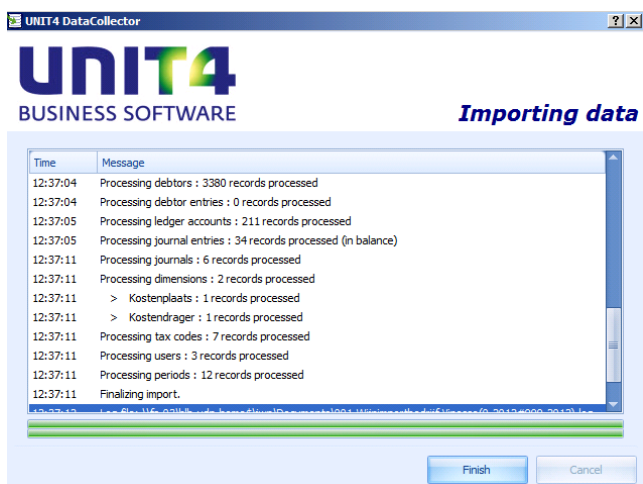 UNIT4 DataCollector
UNIT4
BUSINESS SOFTWARE
Importing data
Time Message
12:37:04 Processing debtors : 3380 records processed
12:37:04 Processing debtor entries : 0 records processed
12:37:05 Processing ledger accounts : 211 records processed
12:37:05 Processing journal entries : 34 records processed (in balance)
12:37:11 Processing journals : 6 records processed
12:37:11 Processing dimensions : 2 records processed
12:37:11 > Kostenplaats : 1 records processed
12:37:11 > Kostendrager : 1 records processed
12:37:11 Processing tax codes : 7 records processed
12:37:11 Processing users : 3 records processed
12:37:11 Processing periods : 12 records processed
12:37:11 Finalizing import.
Log file:
Finish Cancel